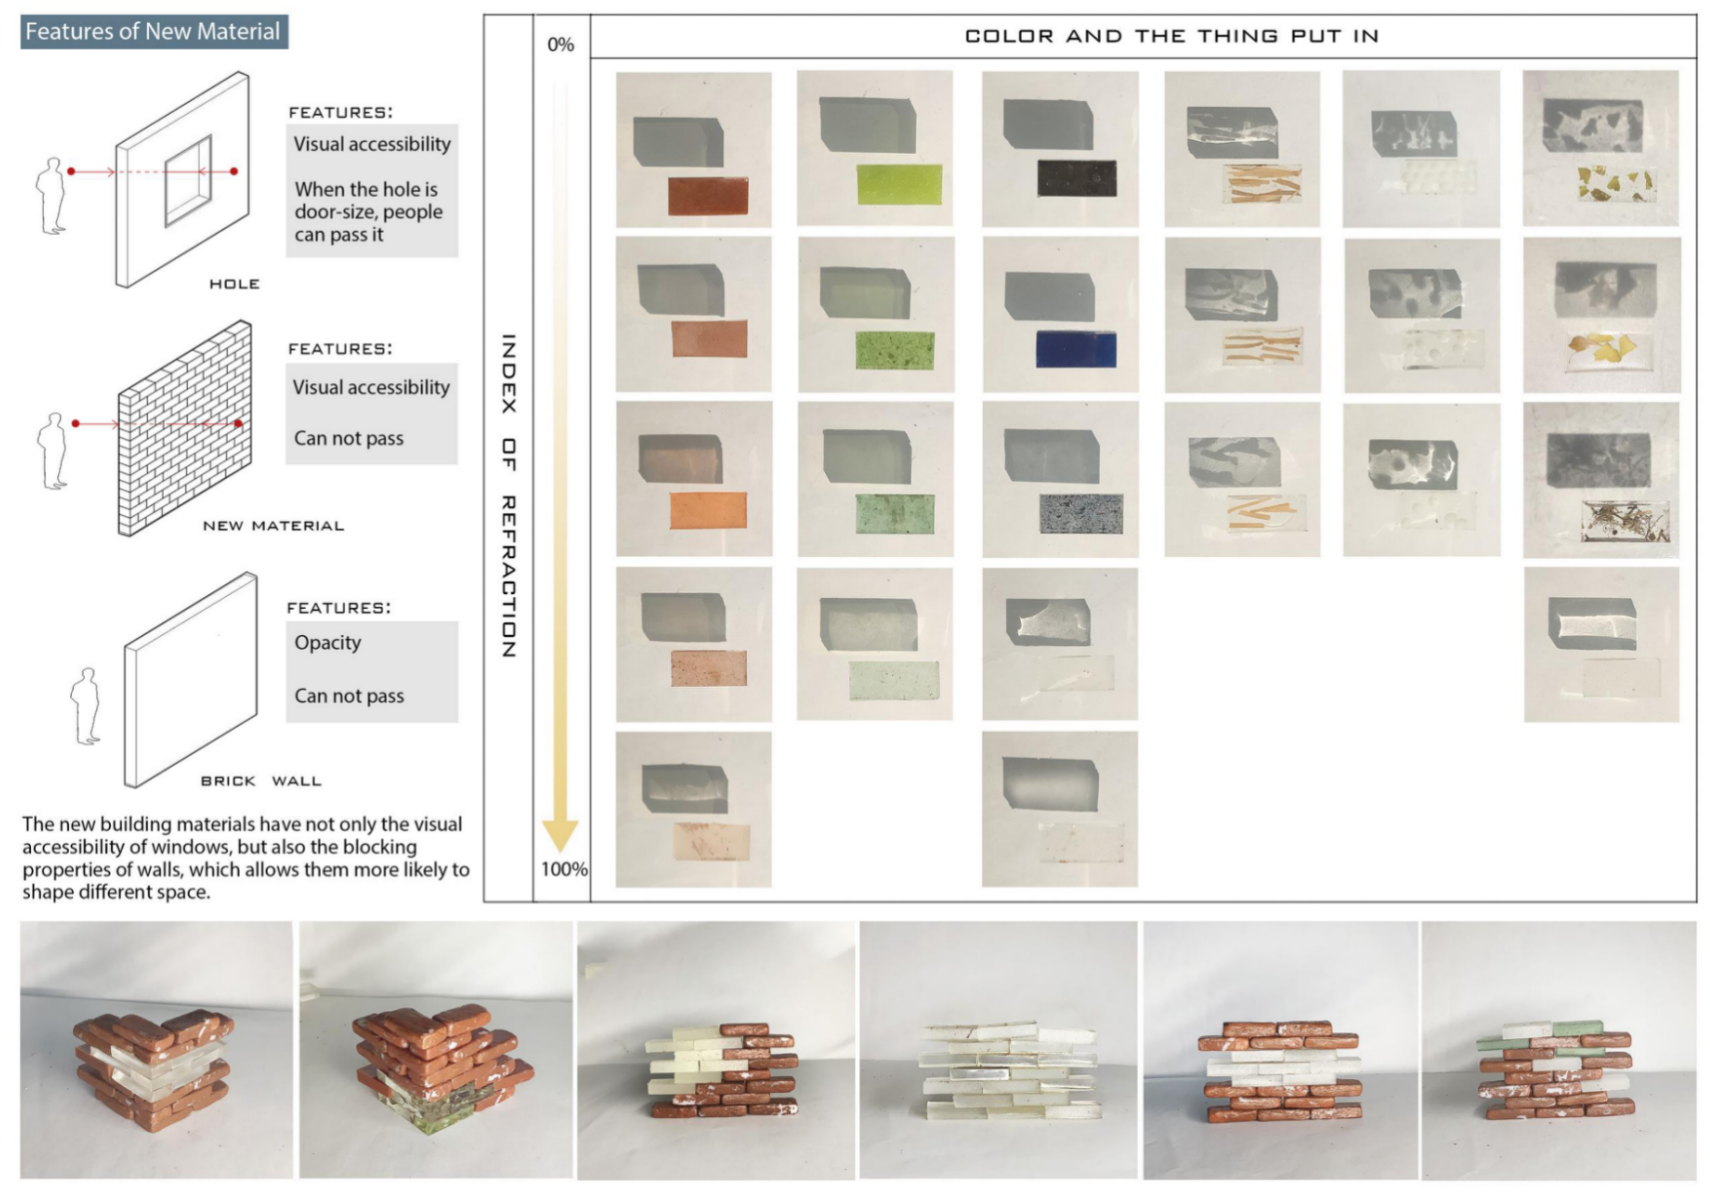 Features of New Material
FEATURES:
Visual accessibility
When the hole is
door-size, people
can pass it
HOLE
FEATURES:
Visual accessibility
Can not pass
NEW MATERIAL
FEATURES:
Opacity
Can not pass
BRICK WALL
The new building materials have not only the visual
accessibility of windows, but also the blocking
properties of walls, which allows them more likely to
shape different space.
INDEX OF REFRACTION
0%
100%
COLOR AND THE THING PUT IN